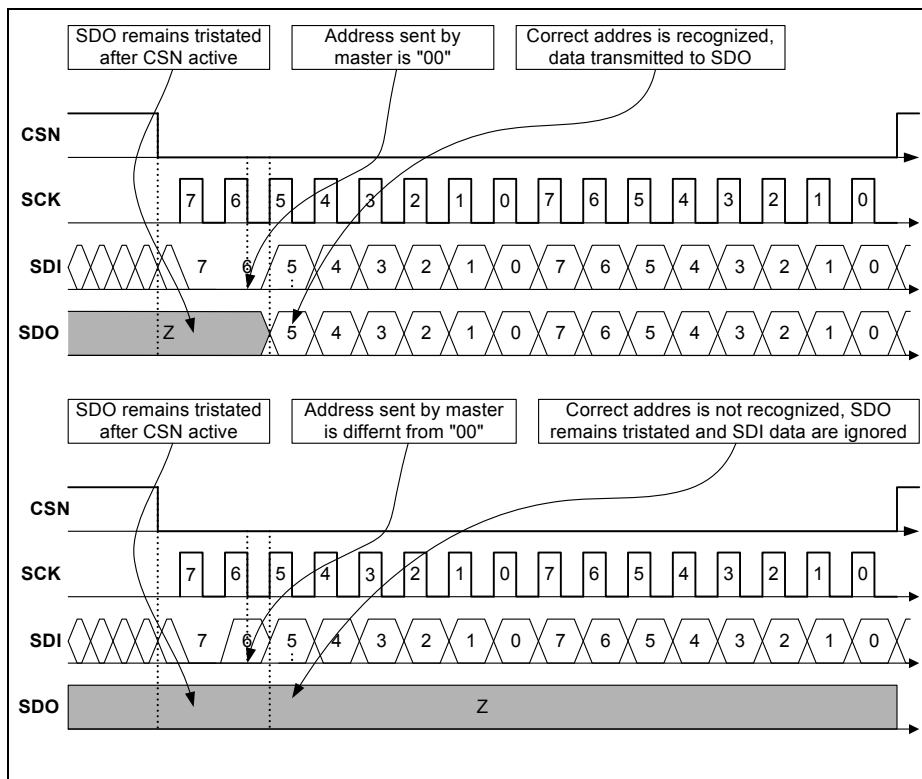 SDO remains tristated
after CSN active
Address sent by
master is "00"
Correct addres is recognized,
data transmitted to SDO
CSN
SCK
7 6 5 4 3 2 1 0 7 6 5 4 3 2 1 0
SDI
7 6 5 4 3 2 1 0 7 6 5 4 3 2 1 0
SDO
Z 5 4 3 2 1 0 7 6 5 4 3 2 1 0
SDO remains tristated
after CSN active
Address sent by master
is differnt from "00"
Correct addres is not recognized, SDO
remains tristated and SDI data are ignored
CSN
SCK
7 6 5 4 3 2 1 0 7 6 5 4 3 2 1 0
SDI
7 6 5 4 3 2 1 0 7 6 5 4 3 2 1 0
SDO
Z